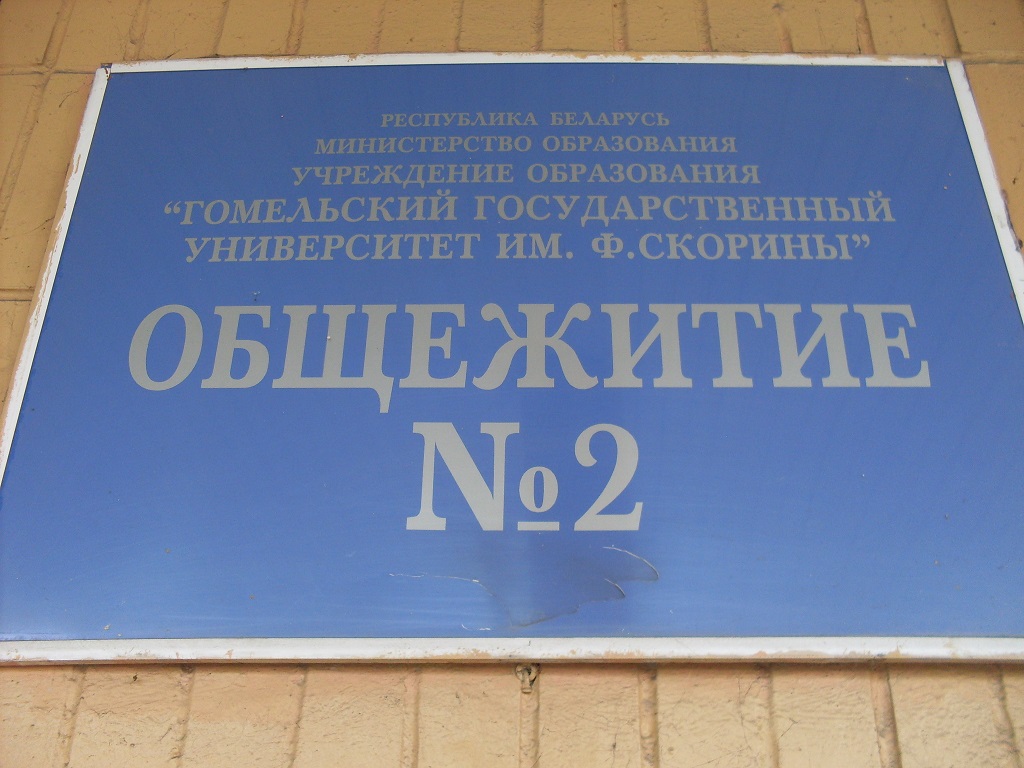 РЕСПУБЛИКА БЕЛАРУСЬ
МИНИСТЕРСТВО ОБРАЗОВАНИЯ
УЧРЕЖДЕНИЕ ОБРАЗОВАНИЯ
“ГОМЕЛЬСКИЙ ГОСУДАРСТВЕННЫЙ
УНИВЕРСИТЕТ ИМ. Ф.СКОРИНЫ”
ОБЩЕЖИТИЕ
№2